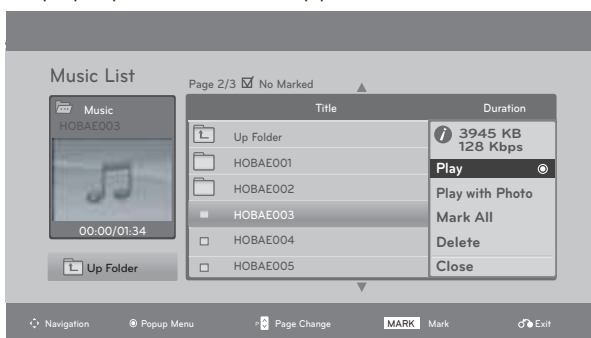 Music List
Page 2/3 No Marked
Music
HOBAE003
00:00/01:34
Up Folder
Title Duration
Up Folder
HOBAE001
HOBAE002
HOBAE003
HOBAE004
HOBAE005
3945 KB
128 Kbps
Play
Play with Photo
Mark All
Delete
Close
Navigation Popup Menu Page Change MARK Mark Exit